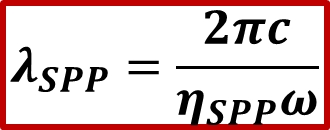 λ_SPP = 2πc / η_SPP ω